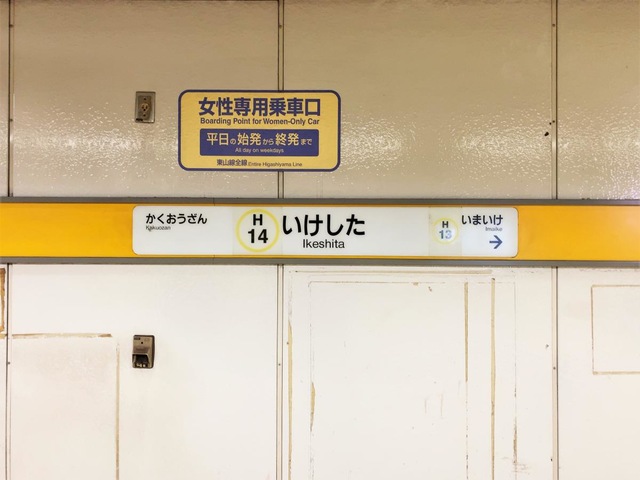 女性専用乗車口
Boarding Point for Women-Only Car
平日の始発から終発まで
All day on weekdays
東山線全線 Entire Higashiyama Line
かくおうざん
Kakuozan
H
14
いけした
Ikeshita
H
13
いまいけ
Imaike
→